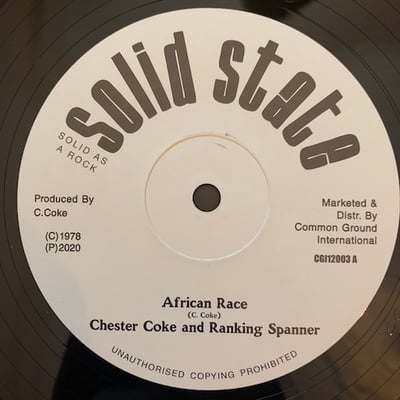 solid state
SOLID AS
A ROCK
Produced By
C.Coke
(C)1978
(P)2020
Marketed &
Distr. By
Common Ground
International
CGI12003 A
African Race
(C. Coke)
Chester Coke and Ranking Spanner
UNAUTHORISED COPYING PROHIBITED